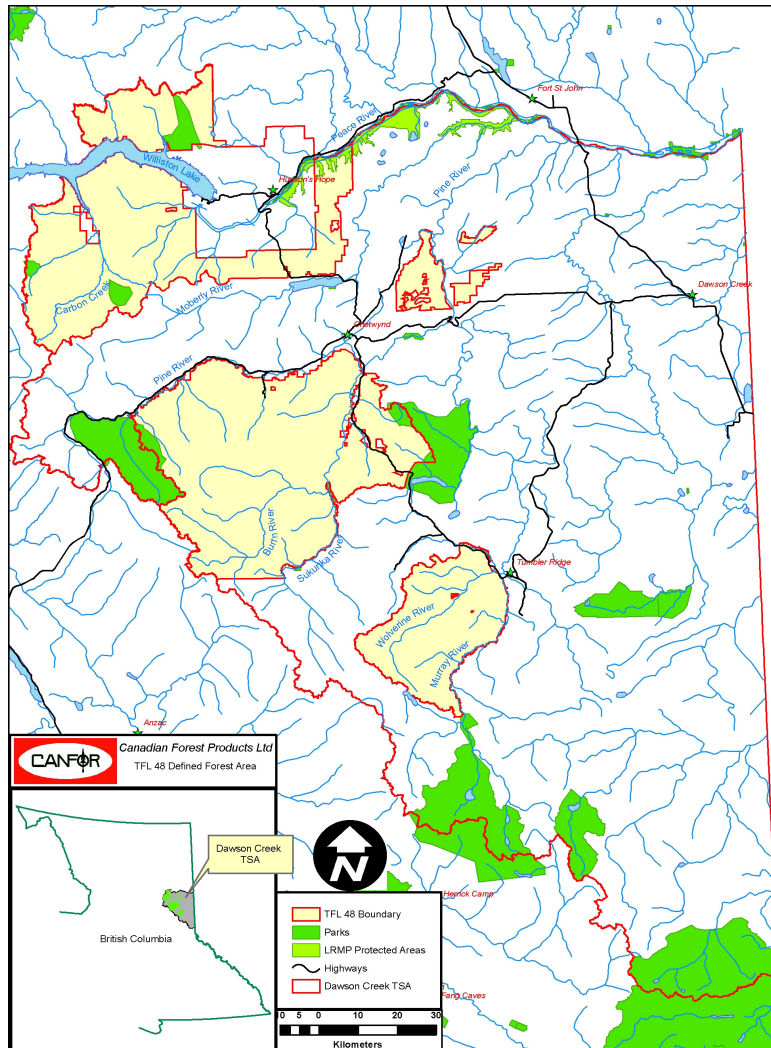 Fort St John
Peace River
Williston Lake
Hudson's Hope
Pine River
Dawson Creek
Carbon Creek
Moberly River
Chetwynd
Pine River
Burnt River
Sukunka River
Tumbler Ridge
Wolverine River
Murray River
Anzac
CANFOR
Canadian Forest Products Ltd
TFL 48 Defined Forest Area
Dawson Creek
TSA
British Columbia
N
Herrick Camp
Fang Caves
TFL 48 Boundary
Parks
LRMP Protected Areas
Highways
Dawson Creek TSA
10 5 0 10 20 30
Kilometers